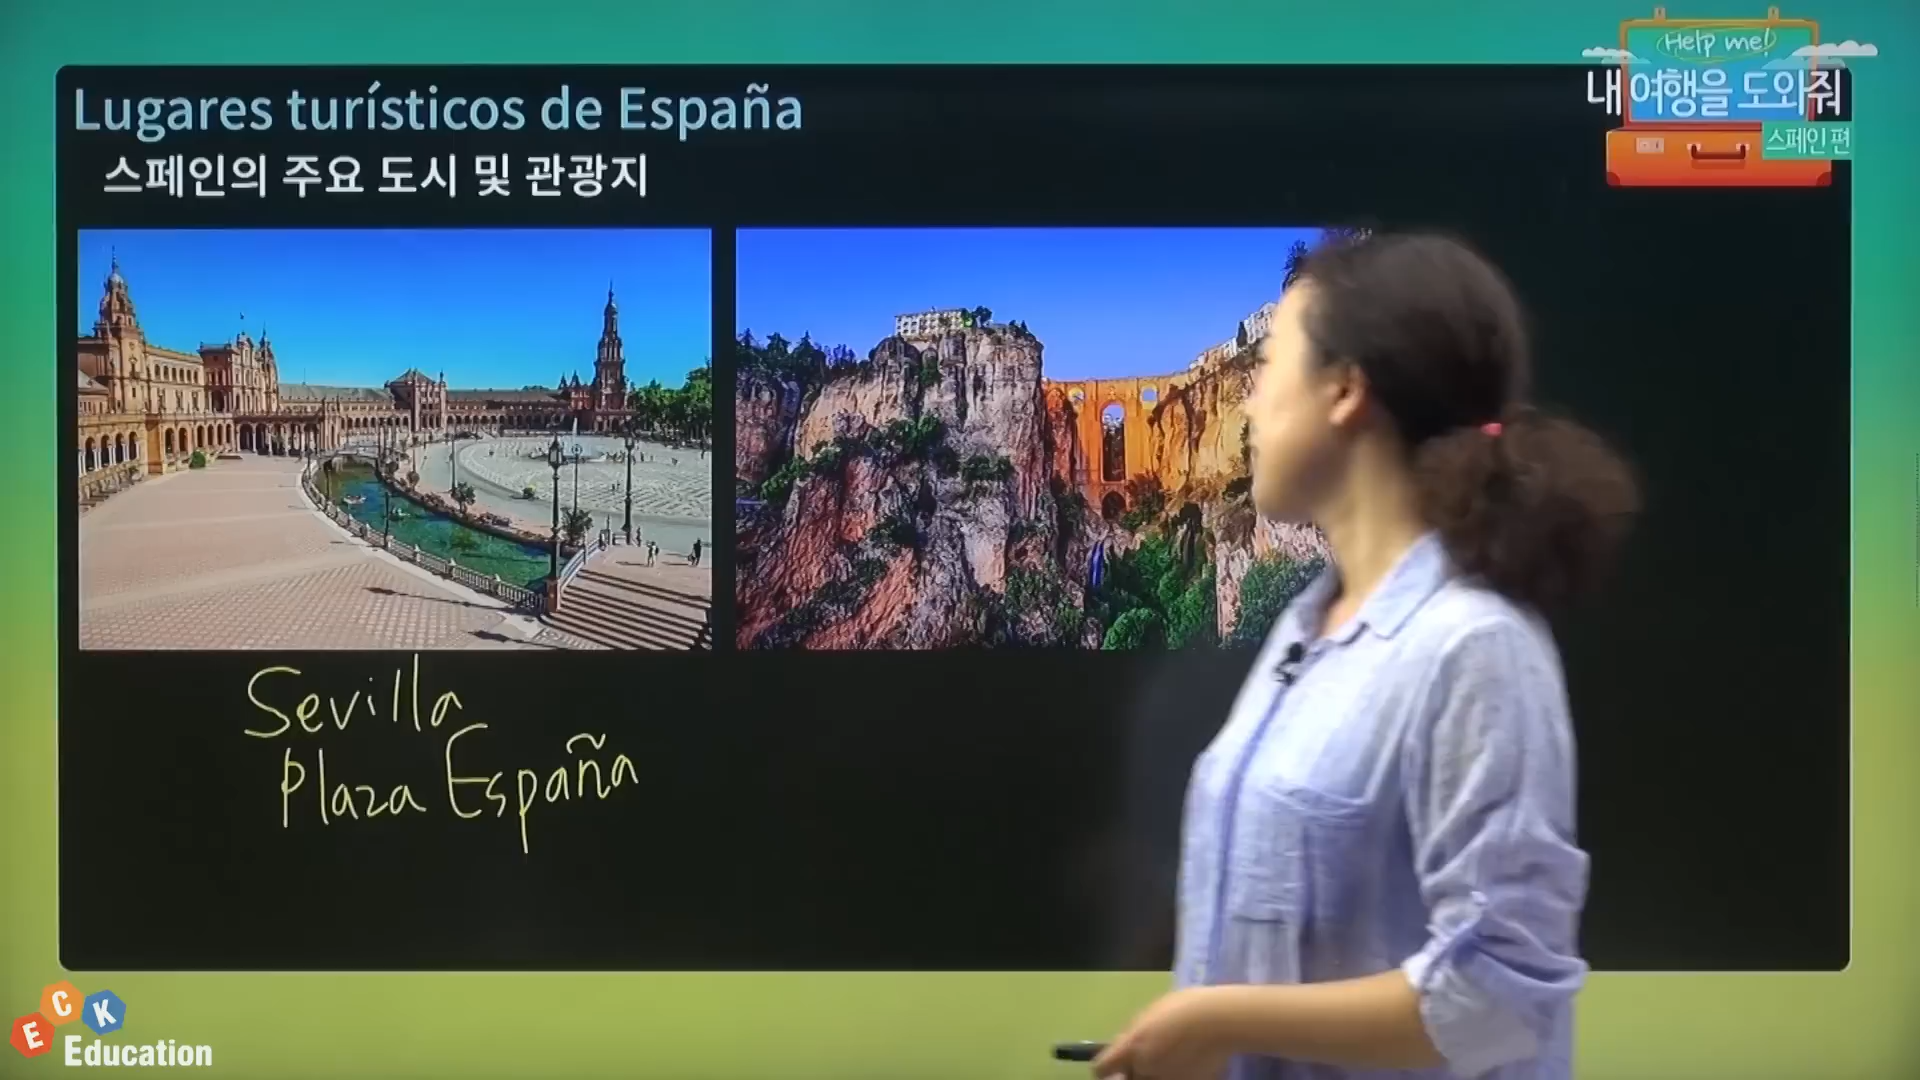 Lugares turísticos de España
스페인의 주요 도시 및 관광지
Help me!
내 여행을 도와줘
스페인 편
Sevilla
Plaza España
ECK
Education